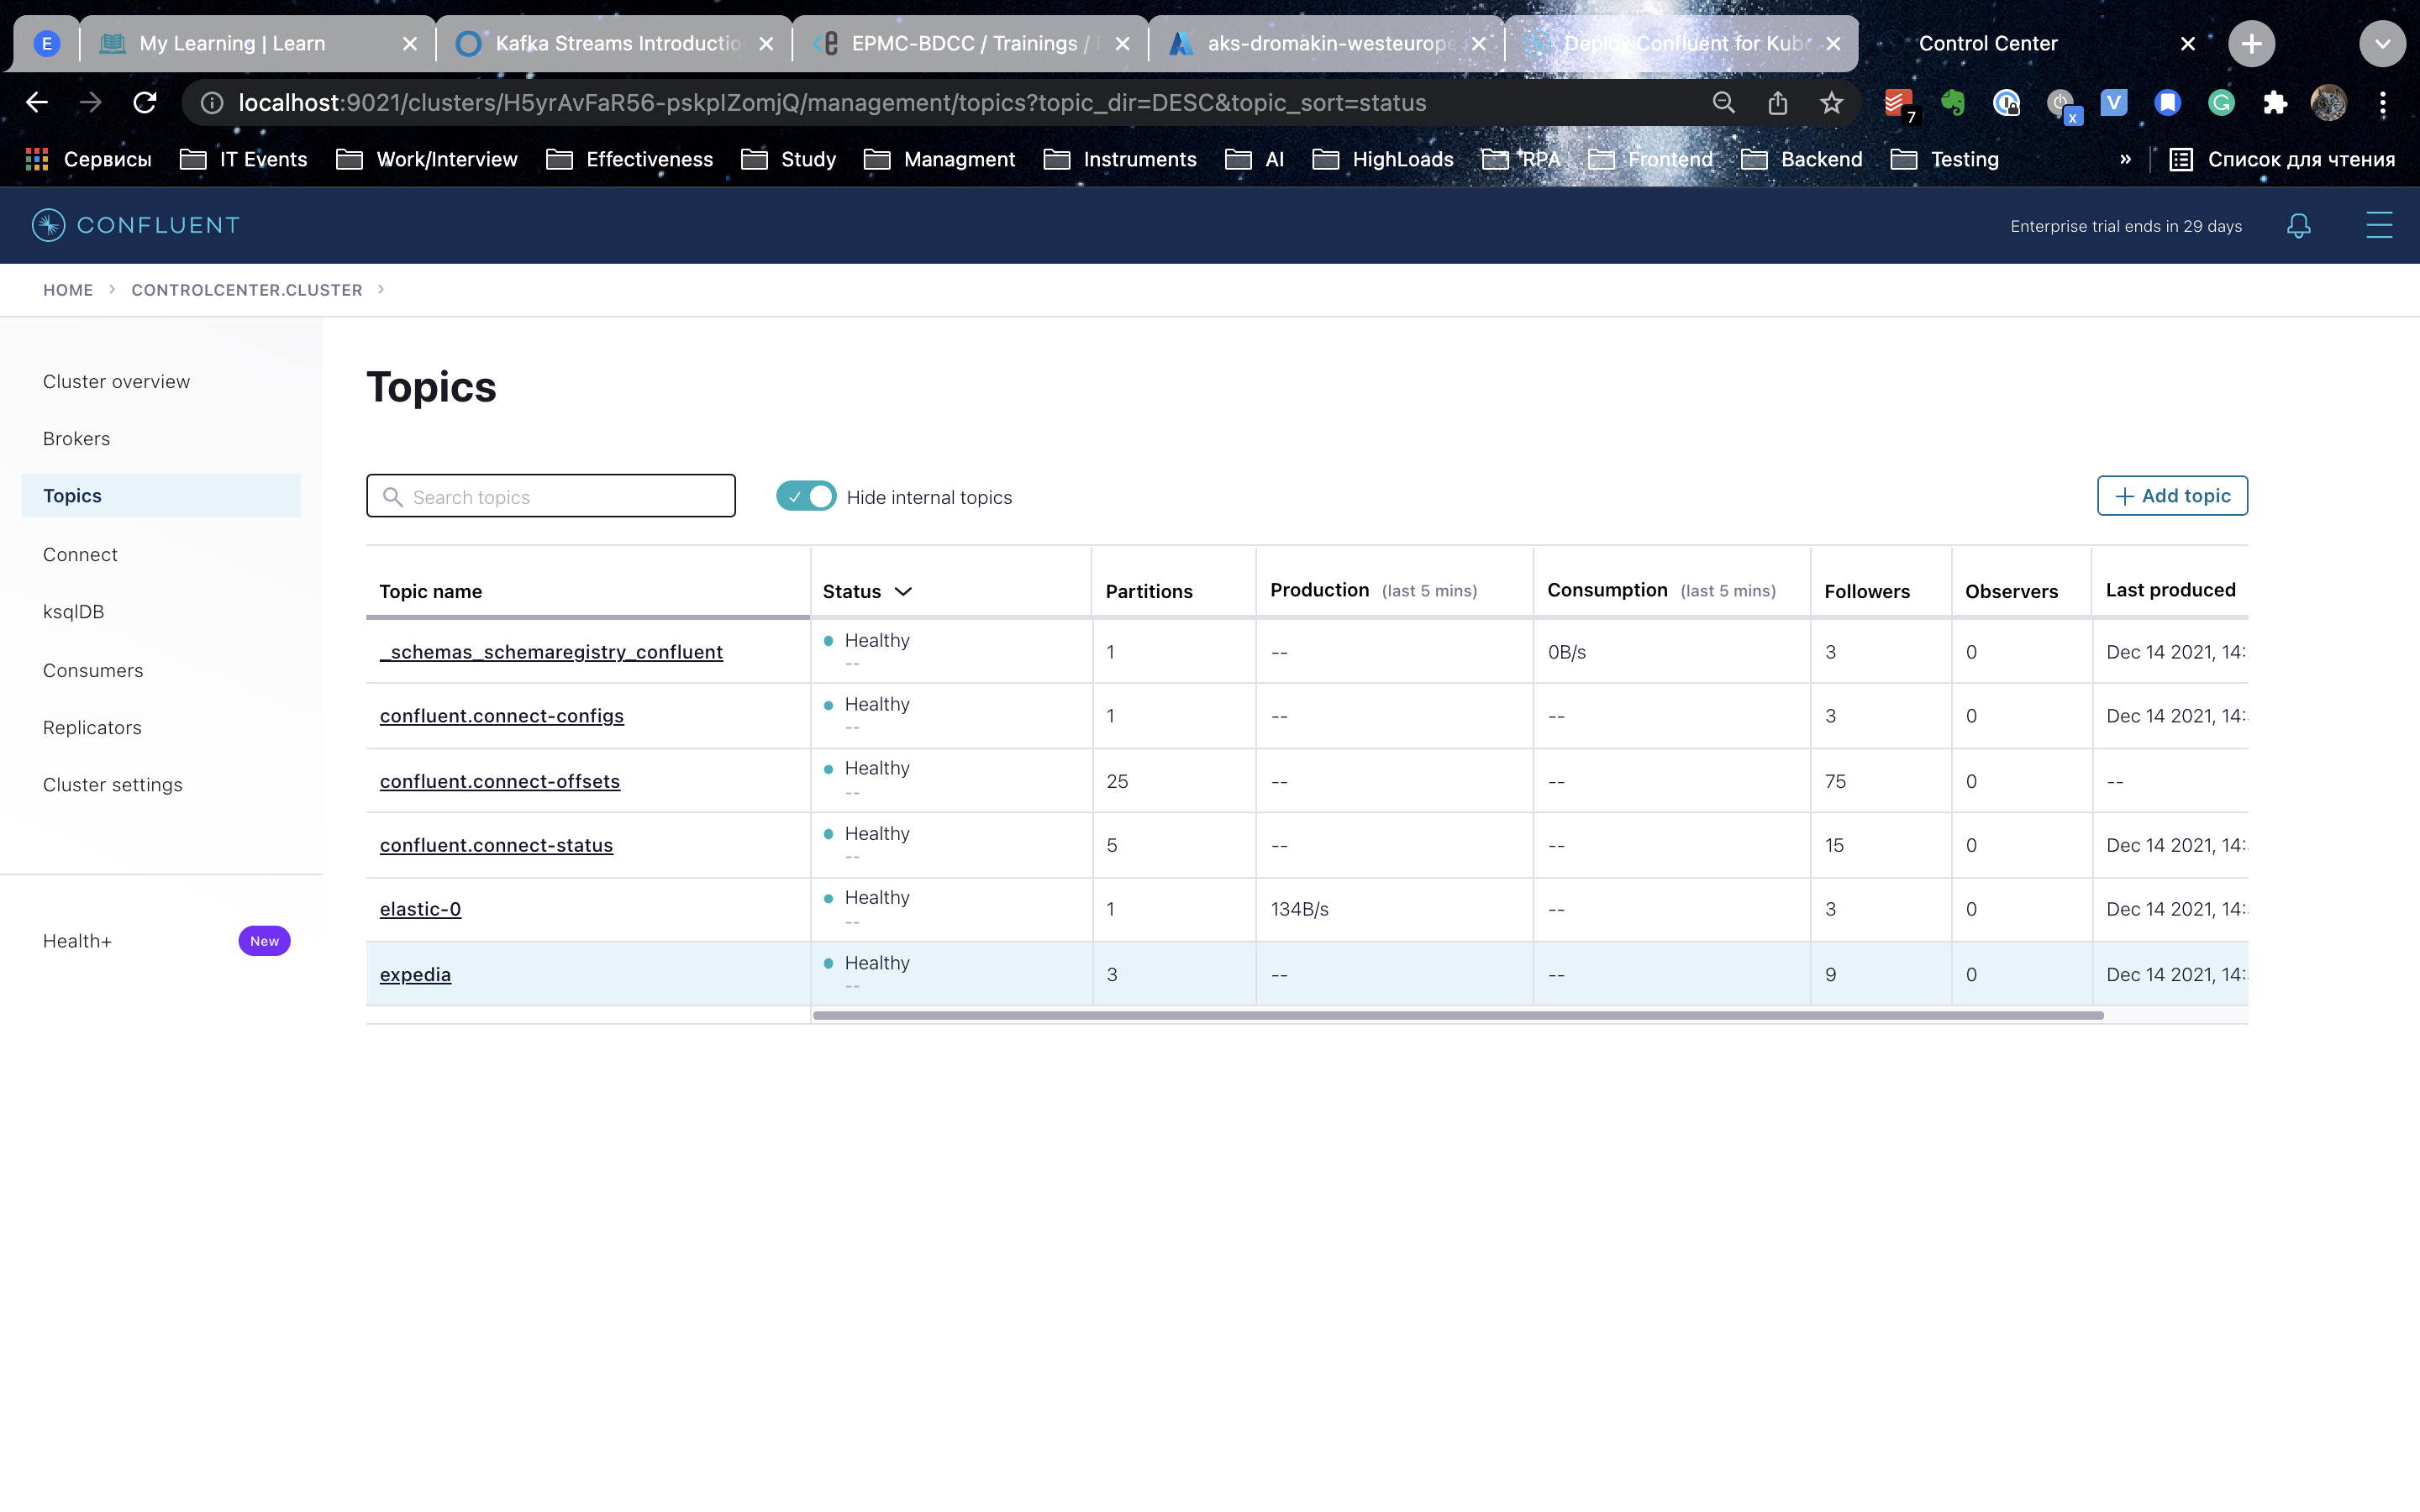 E My Learning | Learn Kafka Streams Introductio EPMC-BDCC / Trainings / aks-dromakin-westeurope Deploy Confluent for Kube Control Center
localhost:9021/clusters/H5yrAvFaR56-pskpIZomjQ/management/topics?topic_dir=DESC&topic_sort=status 7 x V G
Сервисы IT Events Work/Interview Effectiveness Study Managment Instruments AI HighLoads RPA Frontend Backend Testing » Список для чтения
CONFLUENT Enterprise trial ends in 29 days
HOME > CONTROLCENTER.CLUSTER >
Cluster overview
Brokers
Topics
Connect
ksqlDB
Consumers
Replicators
Cluster settings
Health+ New
Topics
Search topics Hide internal topics + Add topic
Topic name Status Partitions Production (last 5 mins) Consumption (last 5 mins) Followers Observers Last produced
_schemas_schemaregistry_confluent Healthy -- 1 -- 0B/s 3 0 Dec 14 2021, 14:
confluent.connect-configs Healthy -- 1 -- -- 3 0 Dec 14 2021, 14:
confluent.connect-offsets Healthy -- 25 -- -- 75 0 --
confluent.connect-status Healthy -- 5 -- -- 15 0 Dec 14 2021, 14:
elastic-0 Healthy -- 1 134B/s -- 3 0 Dec 14 2021, 14:
expedia Healthy -- 3 -- -- 9 0 Dec 14 2021, 14: